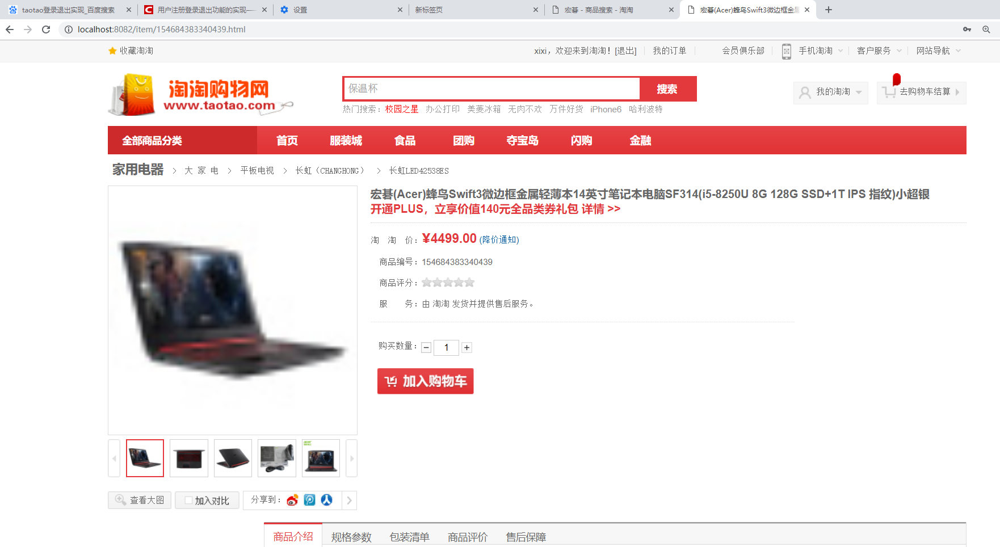 taotao登录退出实现_百度搜索
用户注册登录退出功能的实现—
设置
新标签页
宏碁 - 商品搜索 - 淘淘
宏碁(Acer)蜂鸟Swift3微边框金属
localhost:8082/item/154684383340439.html
收藏淘淘
xixi，欢迎来到淘淘！[退出]
我的订单
会员俱乐部
手机淘淘
客户服务
网站导航
淘淘购物网
www.taotao.com
保温杯
搜索
热门搜索：校园之星 办公打印 美菱冰箱 无肉不欢 万件好货 iPhone6 哈利波特
我的淘淘
去购物车结算
全部商品分类 首页 服装城 食品 团购 夺宝岛 闪购 金融
家用电器 > 大 家 电 > 平板电视 > 长虹（CHANGHONG） > 长虹LED42538ES
宏碁(Acer)蜂鸟Swift3微边框金属轻薄本14英寸笔记本电脑SF314(i5-8250U 8G 128G SSD+1T IPS 指纹)小超银
开通PLUS，立享价值140元全品类券礼包 详情 >>
淘 淘 价：¥4499.00 (降价通知)
商品编号：154684383340439
商品评分：
服 务：由 淘淘 发货并提供售后服务。
购买数量： − 1 +
加入购物车
查看大图
加入对比
分享到：
商品介绍 规格参数 包装清单 商品评价 售后保障